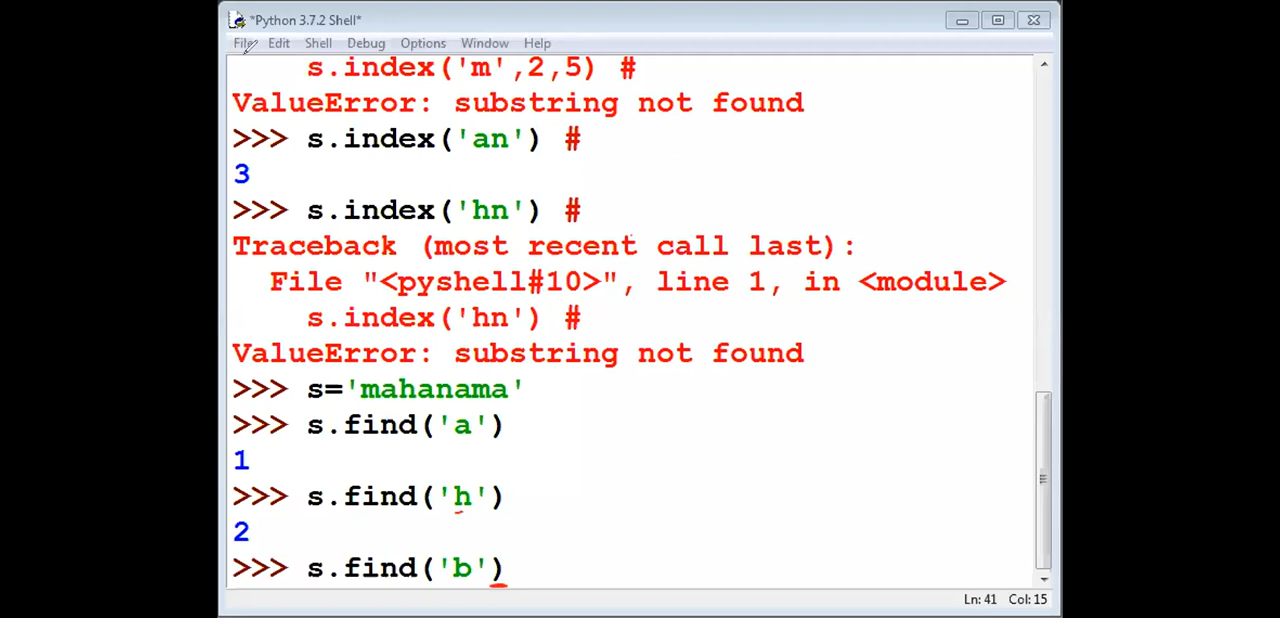 *Python 3.7.2 Shell*
File Edit Shell Debug Options Window Help
s.index('m',2,5) #
ValueError: substring not found
>>> s.index('an') #
3
>>> s.index('hn') #
Traceback (most recent call last):
File "<pyshell#10>", line 1, in <module>
s.index('hn') #
ValueError: substring not found
>>> s='mahanama'
>>> s.find('a')
1
>>> s.find('h')
2
>>> s.find('b')
Ln: 41 Col: 15